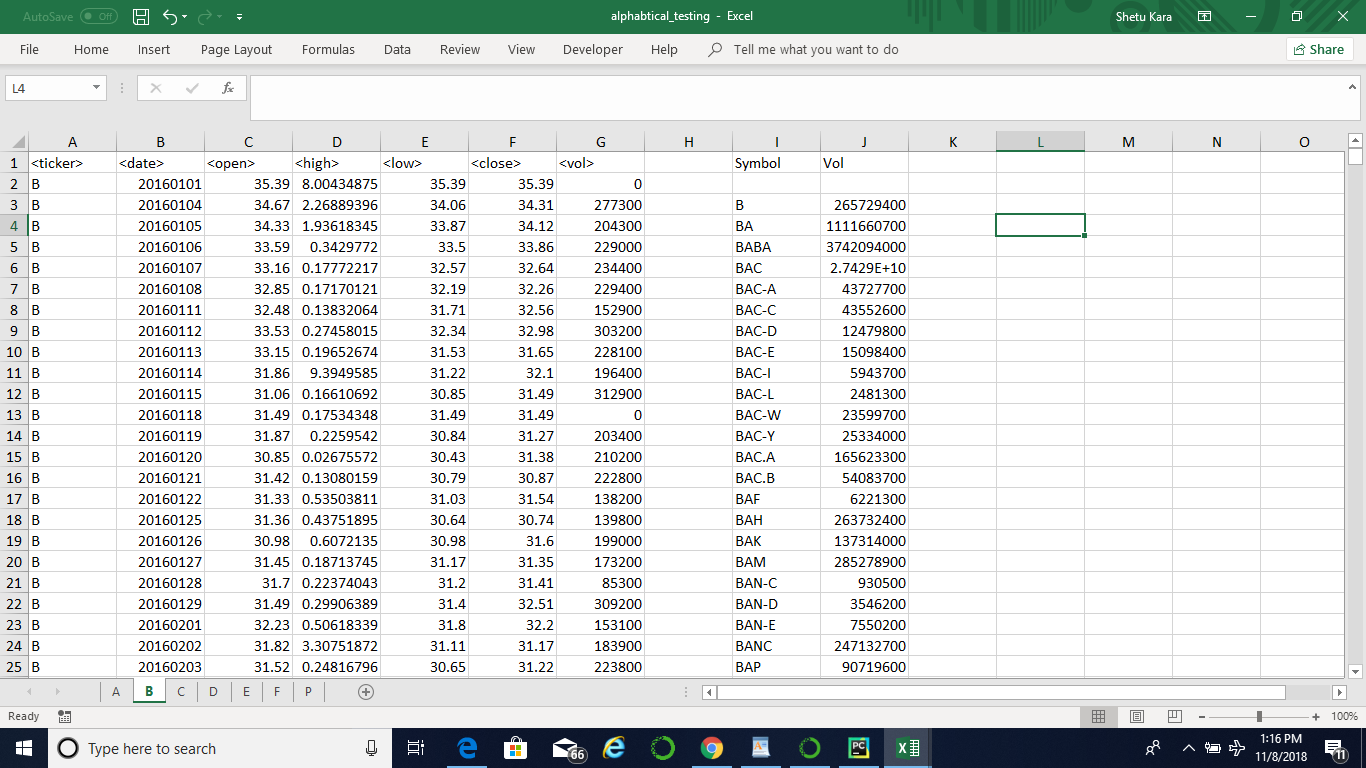 AutoSave Off alphabtical_testing - Excel Shetu Kara
File Home Insert Page Layout Formulas Data Review View Developer Help Tell me what you want to do Share
L4 fx
A B C D E F G H I J K L M N O
1 <ticker> <date> <open> <high> <low> <close> <vol> Symbol Vol
2 B 20160101 35.39 8.00434875 35.39 35.39 0
3 B 20160104 34.67 2.26889396 34.06 34.31 277300 B 265729400
4 B 20160105 34.33 1.93618345 33.87 34.12 204300 BA 1111660700
5 B 20160106 33.59 0.3429772 33.5 33.86 229000 BABA 3742094000
6 B 20160107 33.16 0.17772217 32.57 32.64 234400 BAC 2.7429E+10
7 B 20160108 32.85 0.17170121 32.19 32.26 229400 BAC-A 43727700
8 B 20160111 32.48 0.13832064 31.71 32.56 152900 BAC-C 43552600
9 B 20160112 33.53 0.27458015 32.34 32.98 303200 BAC-D 12479800
10 B 20160113 33.15 0.19652674 31.53 31.65 228100 BAC-E 15098400
11 B 20160114 31.86 9.3949585 31.22 32.1 196400 BAC-I 5943700
12 B 20160115 31.06 0.16610692 30.85 31.49 312900 BAC-L 2481300
13 B 20160118 31.49 0.17534348 31.49 31.49 0 BAC-W 23599700
14 B 20160119 31.87 0.2259542 30.84 31.27 203400 BAC-Y 25334000
15 B 20160120 30.85 0.02675572 30.43 31.38 210200 BAC.A 165623300
16 B 20160121 31.42 0.13080159 30.79 30.87 222800 BAC.B 54083700
17 B 20160122 31.33 0.53503811 31.03 31.54 138200 BAF 6221300
18 B 20160125 31.36 0.43751895 30.64 30.74 139800 BAH 263732400
19 B 20160126 30.98 0.6072135 30.98 31.6 199000 BAK 137314000
20 B 20160127 31.45 0.18713745 31.17 31.35 173200 BAM 285278900
21 B 20160128 31.7 0.22374043 31.2 31.41 85300 BAN-C 930500
22 B 20160129 31.49 0.29906389 31.4 32.51 309200 BAN-D 3546200
23 B 20160201 32.23 0.50618339 31.8 32.2 153100 BAN-E 7550200
24 B 20160202 31.82 3.30751872 31.11 31.17 183900 BANC 247132700
25 B 20160203 31.52 0.24816796 30.65 31.22 223800 BAP 90719600
A B C D E F P
Ready 100%
Type here to search 66 PC 1:16 PM
11/8/2018 11